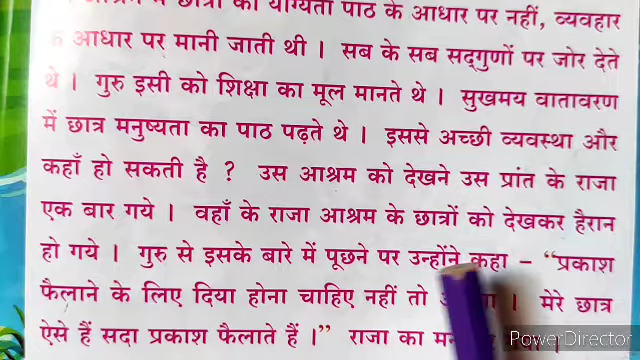 आश्रम में छात्रों की योग्यता पाठ के आधार पर नहीं, व्यवहार
के आधार पर मानी जाती थी । सब के सब सद्‌गुणों पर जोर देते
थे । गुरु इसी को शिक्षा का मूल मानते थे । सुखमय वातावरण
में छात्र मनुष्यता का पाठ पढ़ते थे । इससे अच्छी व्यवस्था और
कहाँ हो सकती है ? उस आश्रम को देखने उस प्रांत के राजा
एक बार गये । वहाँ के राजा आश्रम के छात्रों को देखकर हैरान
हो गये । गुरु से इसके बारे में पूछने पर उन्होंने कहा – “प्रकाश
फैलाने के लिए दिया होना चाहिए नहीं तो । मेरे छात्र
ऐसे हैं सदा प्रकाश फैलाते हैं ।” राजा का
PowerDirector